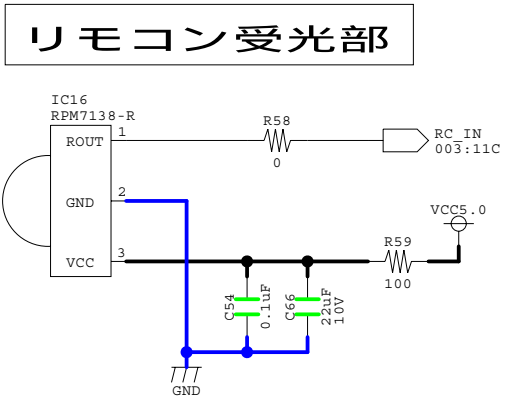 リモコン受光部
IC16
RPM7138-R
ROUT
1
R58
0
RC_IN
003:11C
GND
2
VCC5.0
VCC
3
R59
100
C54
0.1uF
C66
22uF
10V
GND